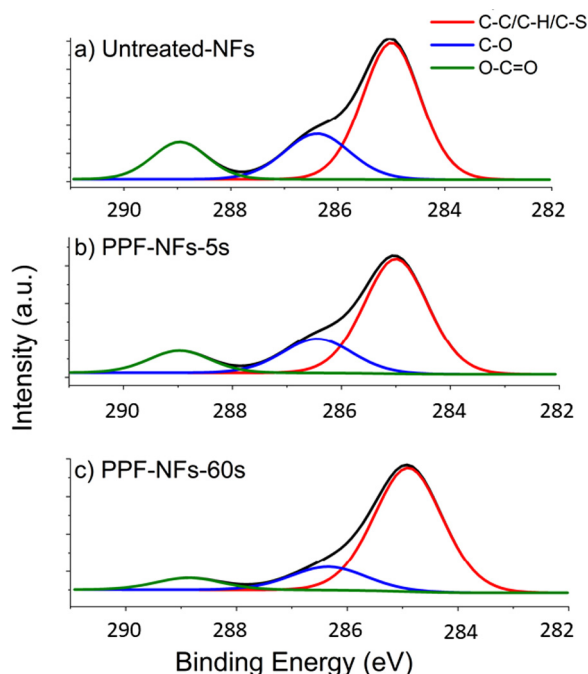 C-C/C-H/C-S
C-O
O-C=O
a) Untreated-NFs
290 288 286 284 282
b) PPF-NFs-5s
290 288 286 284 282
c) PPF-NFs-60s
290 288 286 284 282
Intensity (a.u.)
Binding Energy (eV)